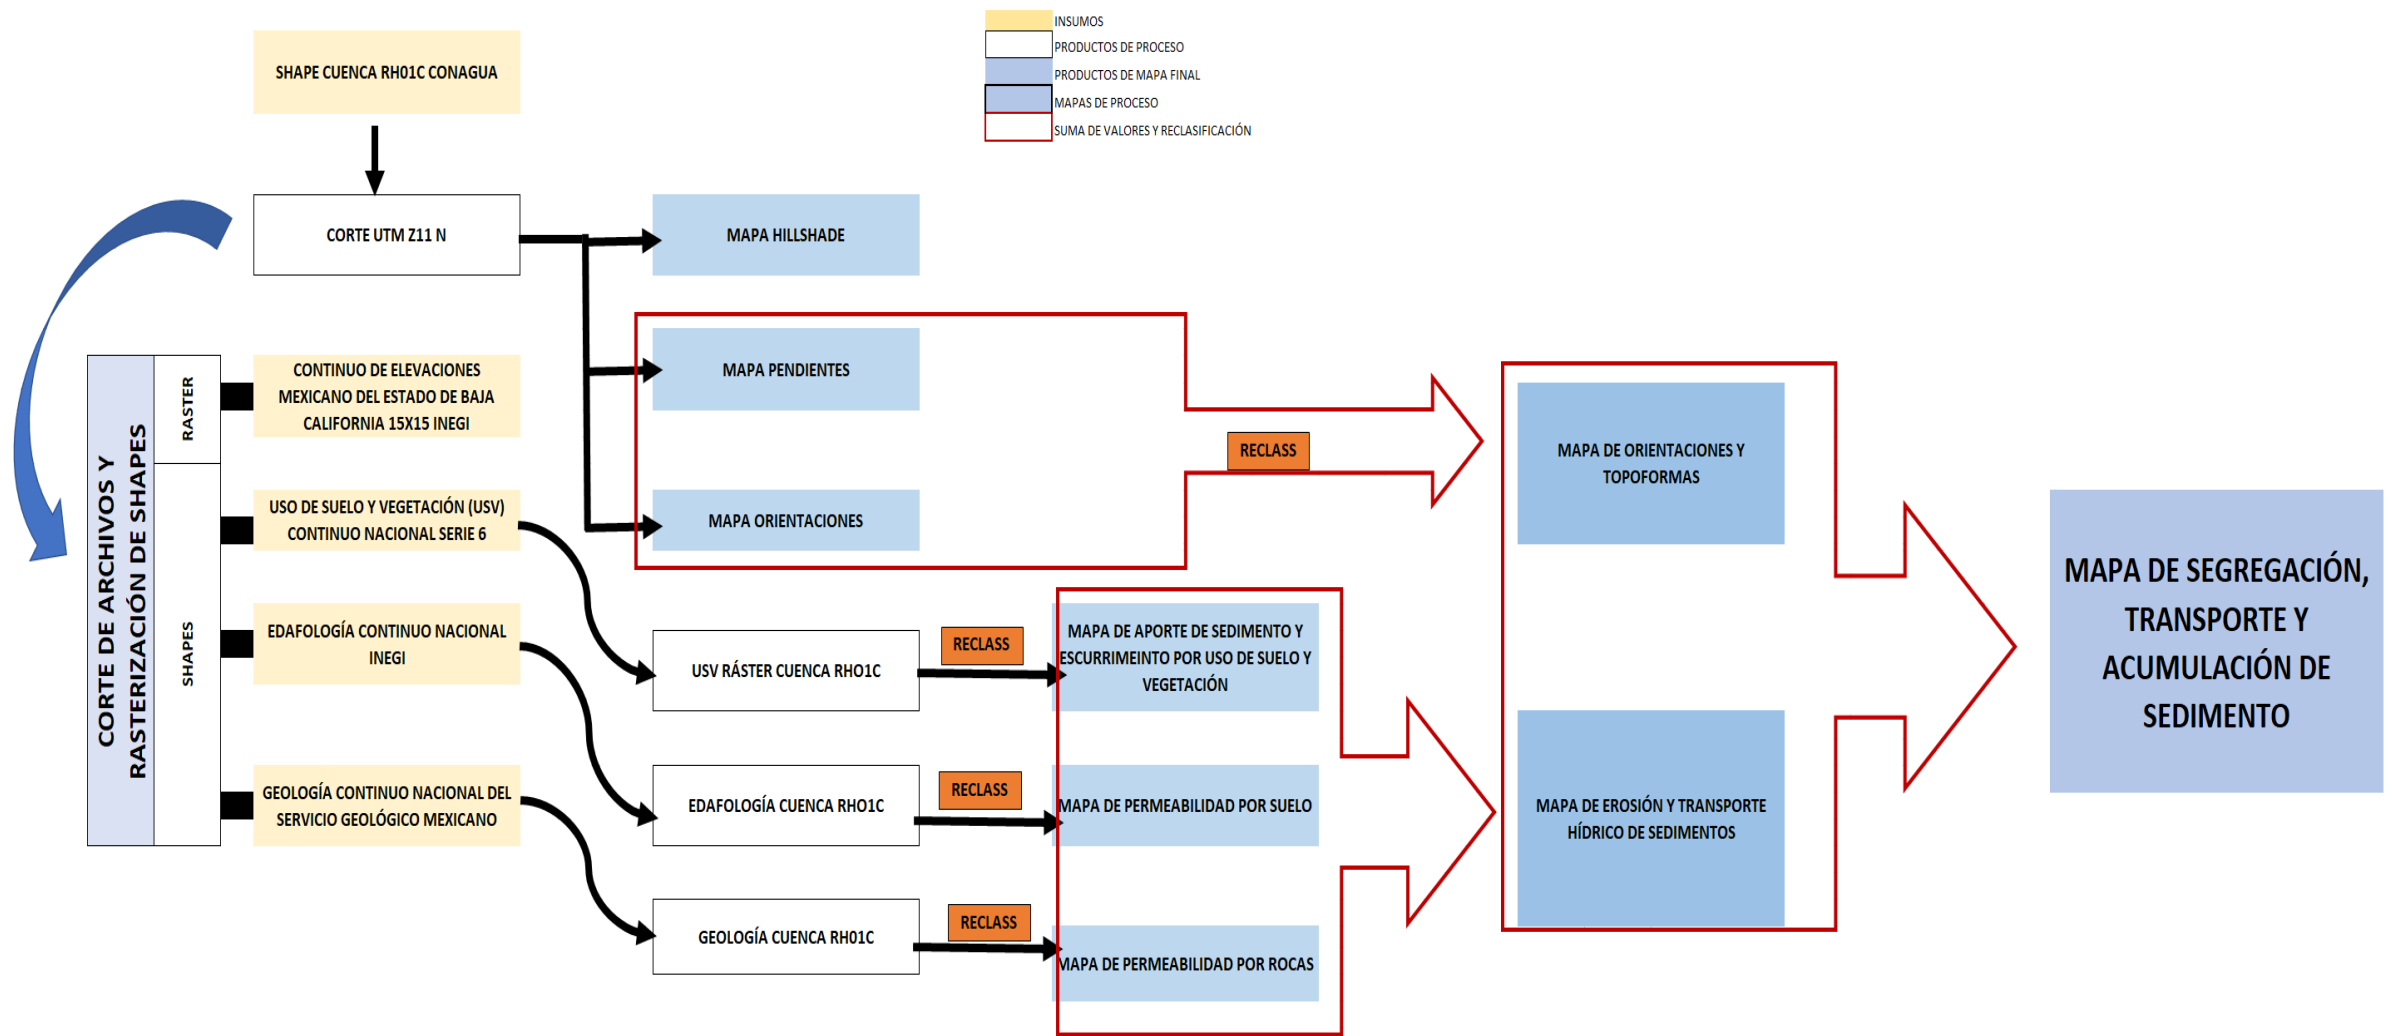 INSUMOS
PRODUCTOS DE PROCESO
PRODUCTOS DE MAPA FINAL
MAPAS DE PROCESO
SUMA DE VALORES Y RECLASIFICACIÓN
SHAPE CUENCA RH01C CONAGUA
CORTE UTM Z11 N
MAPA HILLSHADE
CORTE DE ARCHIVOS Y
RASTERIZACIÓN DE SHAPES
RASTER
SHAPES
CONTINUO DE ELEVACIONES
MEXICANO DEL ESTADO DE BAJA
CALIFORNIA 15X15 INEGI
MAPA PENDIENTES
USO DE SUELO Y VEGETACIÓN (USV)
CONTINUO NACIONAL SERIE 6
MAPA ORIENTACIONES
RECLASS
MAPA DE ORIENTACIONES Y
TOPOFORMAS
EDAFOLOGÍA CONTINUO NACIONAL
INEGI
USV RÁSTER CUENCA RHO1C
RECLASS
MAPA DE APORTE DE SEDIMENTO Y
ESCURRIMEINTO POR USO DE SUELO Y
VEGETACIÓN
GEOLOGÍA CONTINUO NACIONAL DEL
SERVICIO GEOLÓGICO MEXICANO
EDAFOLOGÍA CUENCA RHO1C
RECLASS
MAPA DE PERMEABILIDAD POR SUELO
MAPA DE EROSIÓN Y TRANSPORTE
HÍDRICO DE SEDIMENTOS
GEOLOGÍA CUENCA RH01C
RECLASS
MAPA DE PERMEABILIDAD POR ROCAS
MAPA DE SEGREGACIÓN,
TRANSPORTE Y
ACUMULACIÓN DE
SEDIMENTO